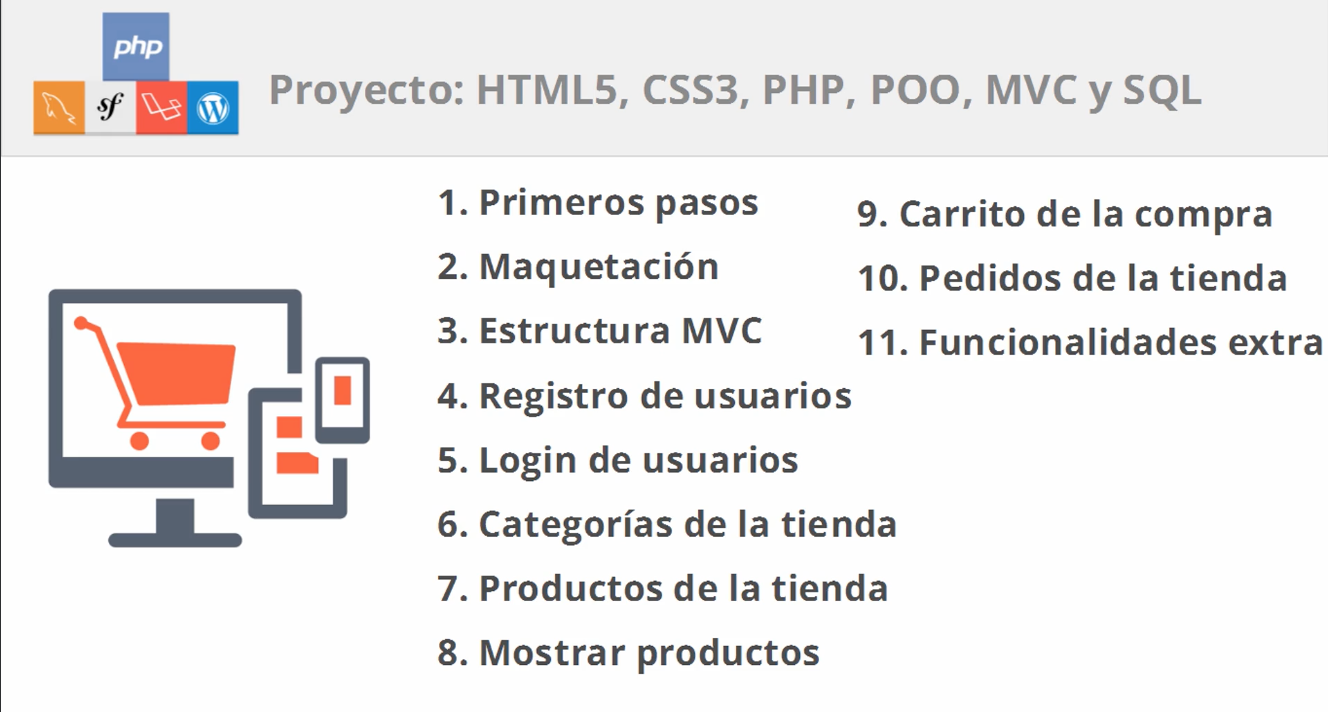 php
sf
Proyecto: HTML5, CSS3, PHP, POO, MVC y SQL
1. Primeros pasos
2. Maquetación
3. Estructura MVC
4. Registro de usuarios
5. Login de usuarios
6. Categorías de la tienda
7. Productos de la tienda
8. Mostrar productos
9. Carrito de la compra
10. Pedidos de la tienda
11. Funcionalidades extra